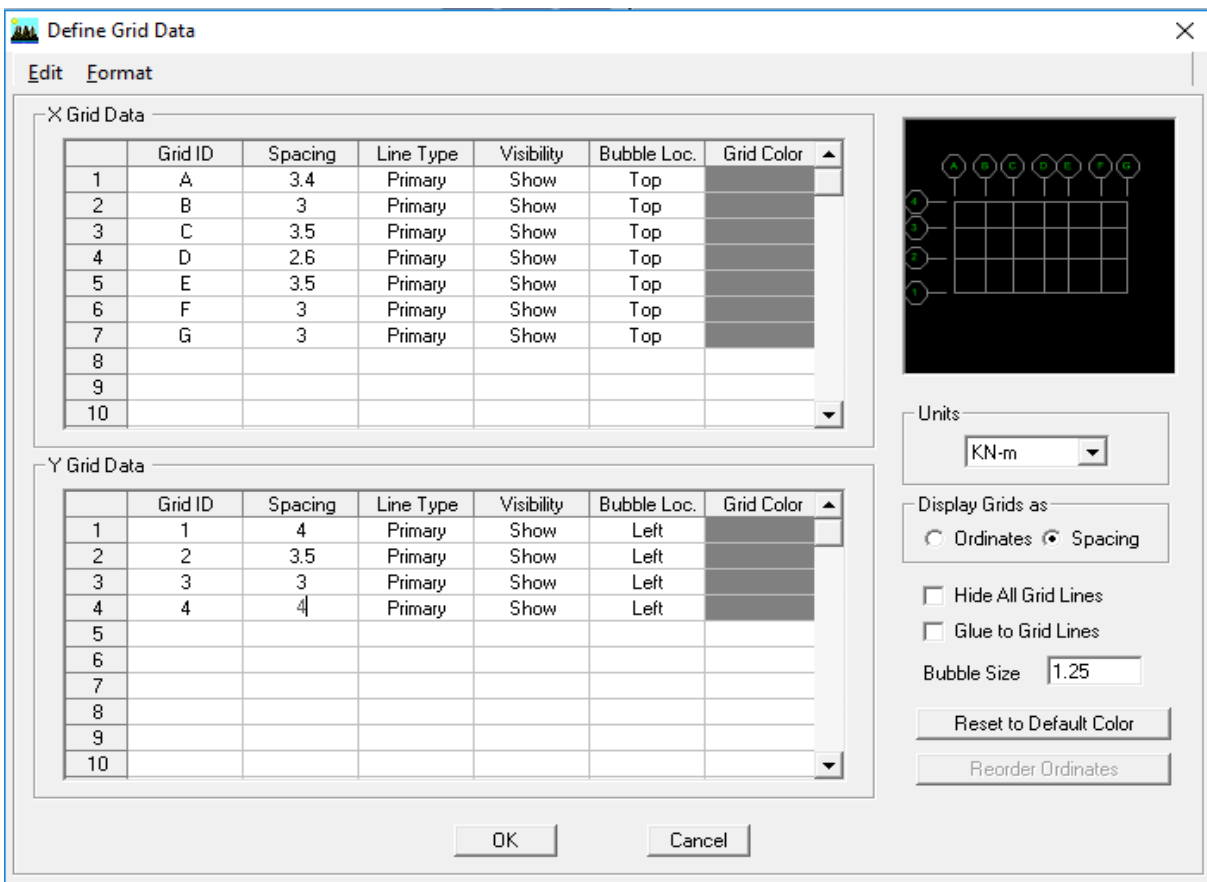 Define Grid Data
Edit Format
X Grid Data
Grid ID Spacing Line Type Visibility Bubble Loc. Grid Color
1 A 3.4 Primary Show Top
2 B 3 Primary Show Top
3 C 3.5 Primary Show Top
4 D 2.6 Primary Show Top
5 E 3.5 Primary Show Top
6 F 3 Primary Show Top
7 G 3 Primary Show Top
8
9
10
A B C D E F G
4
3
2
1
Units
KN-m
Y Grid Data
Grid ID Spacing Line Type Visibility Bubble Loc. Grid Color
1 1 4 Primary Show Left
2 2 3.5 Primary Show Left
3 3 3 Primary Show Left
4 4 4 Primary Show Left
5
6
7
8
9
10
Display Grids as
Ordinates Spacing
Hide All Grid Lines
Glue to Grid Lines
Bubble Size 1.25
Reset to Default Color
Reorder Ordinates
OK Cancel